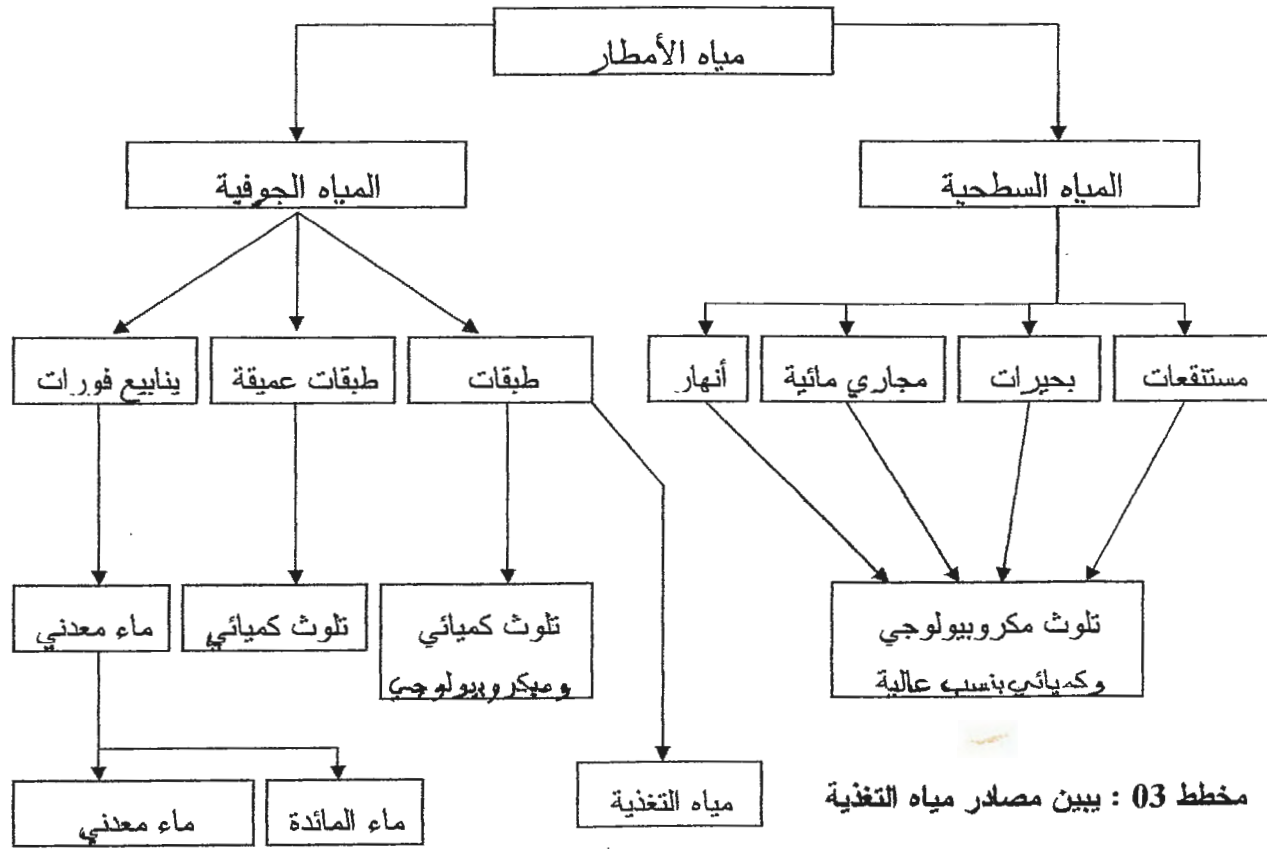 مياه الأمطار
المياه السطحية
المياه الجوفية
مستنقعات
بحيرات
مجاري مائية
أنهار
طبقات
طبقات عميقة
ينابيع فورات
تلوث مكروبيولوجي
وكميائي بنسب عالية
تلوث كميائي
وميكروبيولوجي
تلوث كميائي
ماء معدني
مياه التغذية
ماء المائدة
ماء معدني
مخطط 03 : يبين مصادر مياه التغذية